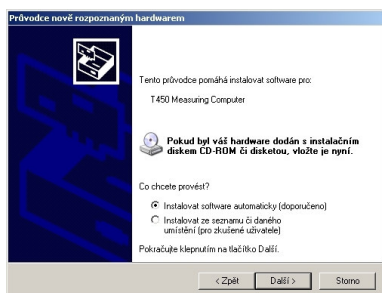 Průvodce nově rozpoznaným hardwarem
Tento průvodce pomáhá instalovat software pro:
T450 Measuring Computer
Pokud byl váš hardware dodán s instalačním
diskem CD-ROM či disketou, vložte je nyní.
Co chcete provést?
Instalovat software automaticky (doporučeno)
Instalovat ze seznamu či daného
umístění (pro zkušené uživatele)
Pokračujte klepnutím na tlačítko Další.
< Zpět
Další >
Storno